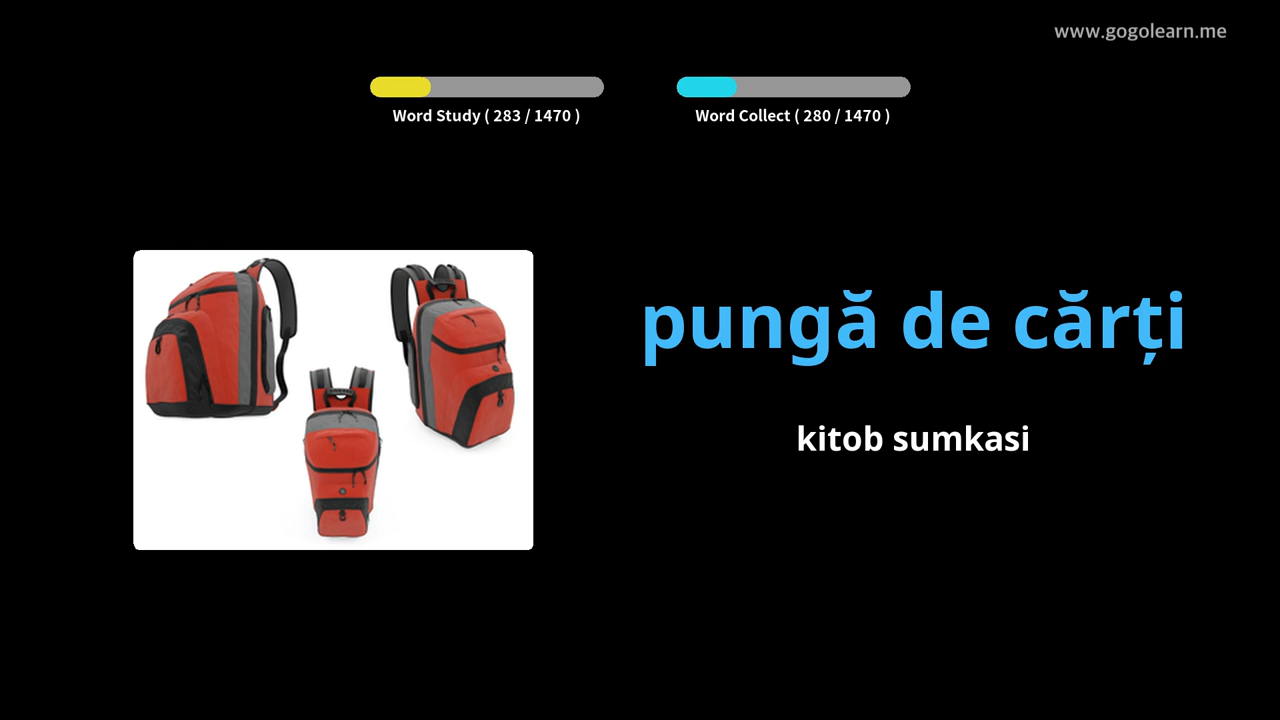 www.gogolearn.me
Word Study ( 283 / 1470 )
Word Collect ( 280 / 1470 )
pungă de cărți
kitob sumkasi